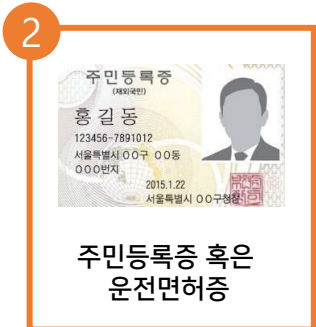 2
주민등록증
(재외국민)
홍길동
123456-7891012
서울특별시 OO구 OO동
OOO번지
2015.1.22
서울특별시 OO구청장
주민등록증 혹은
운전면허증